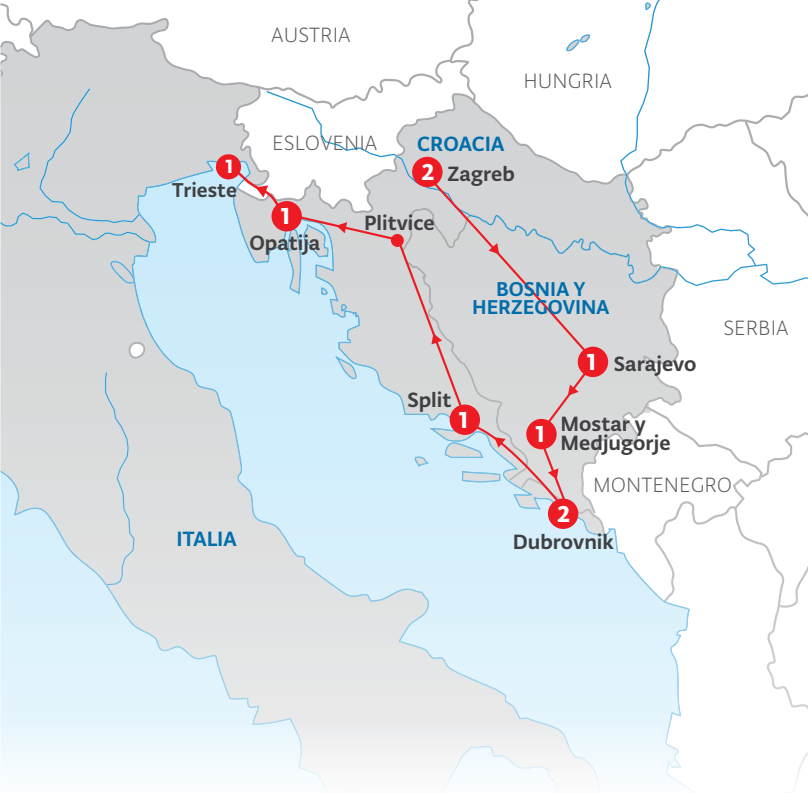 AUSTRIA
HUNGRIA
ESLOVENIA
CROACIA
2 Zagreb
1
Trieste
1
Opatija
Plitvice
BOSNIA Y
HERZEGOVINA
SERBIA
1 Sarajevo
Split
1
1 Mostar y
Medjugorje
MONTENEGRO
2
Dubrovnik
ITALIA